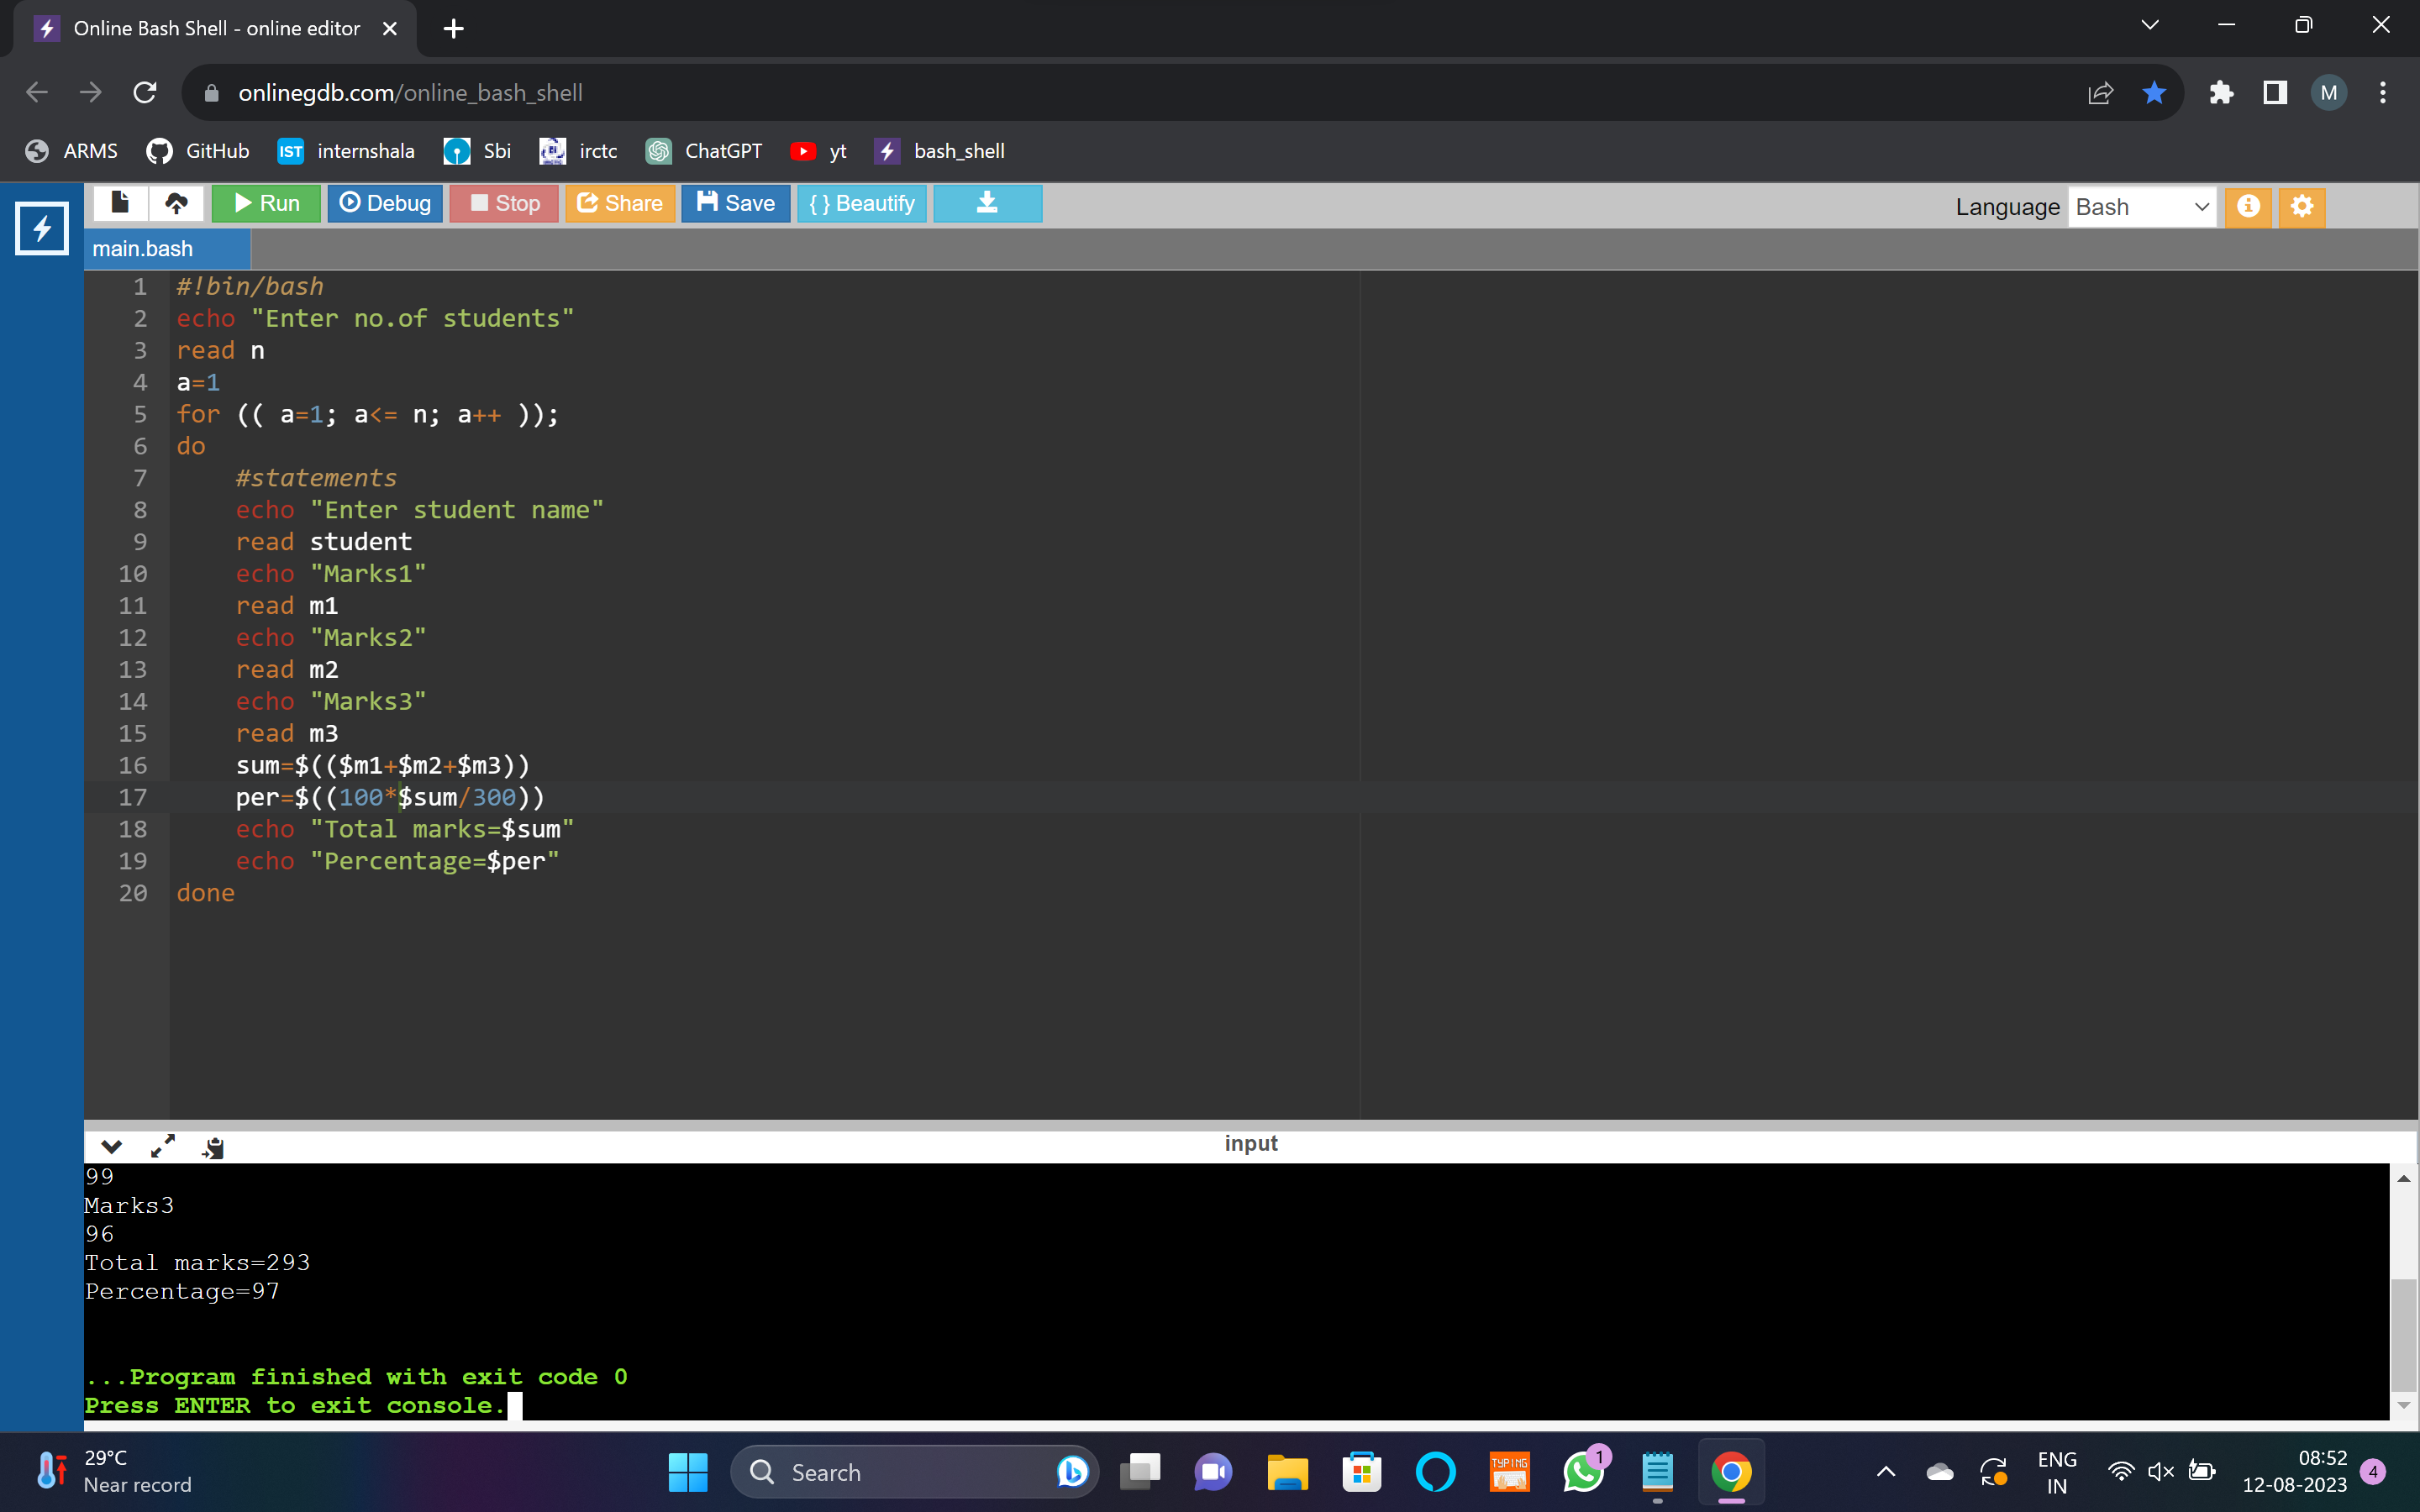 Online Bash Shell - online editor
onlinegdb.com/online_bash_shell
M
ARMS GitHub IST internshala Sbi irctc ChatGPT yt bash_shell
Run Debug Stop Share Save { } Beautify Language Bash
main.bash
1 #!bin/bash
2 echo "Enter no.of students"
3 read n
4 a=1
5 for (( a=1; a<= n; a++ ));
6 do
7 #statements
8 echo "Enter student name"
9 read student
10 echo "Marks1"
11 read m1
12 echo "Marks2"
13 read m2
14 echo "Marks3"
15 read m3
16 sum=$(($m1+$m2+$m3))
17 per=$((100*$sum/300))
18 echo "Total marks=$sum"
19 echo "Percentage=$per"
20 done
input
99
Marks3
96
Total marks=293
Percentage=97
...Program finished with exit code 0
Press ENTER to exit console.
29°C
Near record
Search
TYPING
1
ENG
IN
08:52
12-08-2023
4